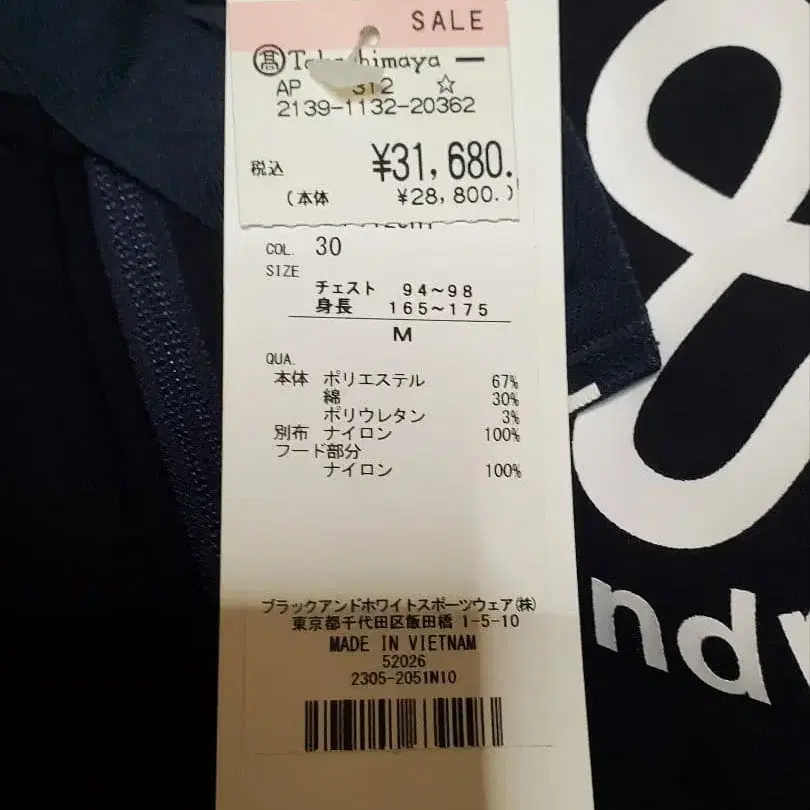 SALE
髙 Takashimaya
AP 312 ☆
2139-1132-20362
税込 ¥31,680.
(本体 ¥28,800.)
COL. 30
SIZE
チェスト 94~98
身長 165~175
M
QUA.
本体 ポリエステル 67%
綿 30%
ポリウレタン 3%
別布 ナイロン 100%
フード部分
ナイロン 100%
ブラックアンドホワイトスポーツウェア(株)
東京都千代田区飯田橋 1-5-10
MADE IN VIETNAM
52026
2305-2051N10
&
nd